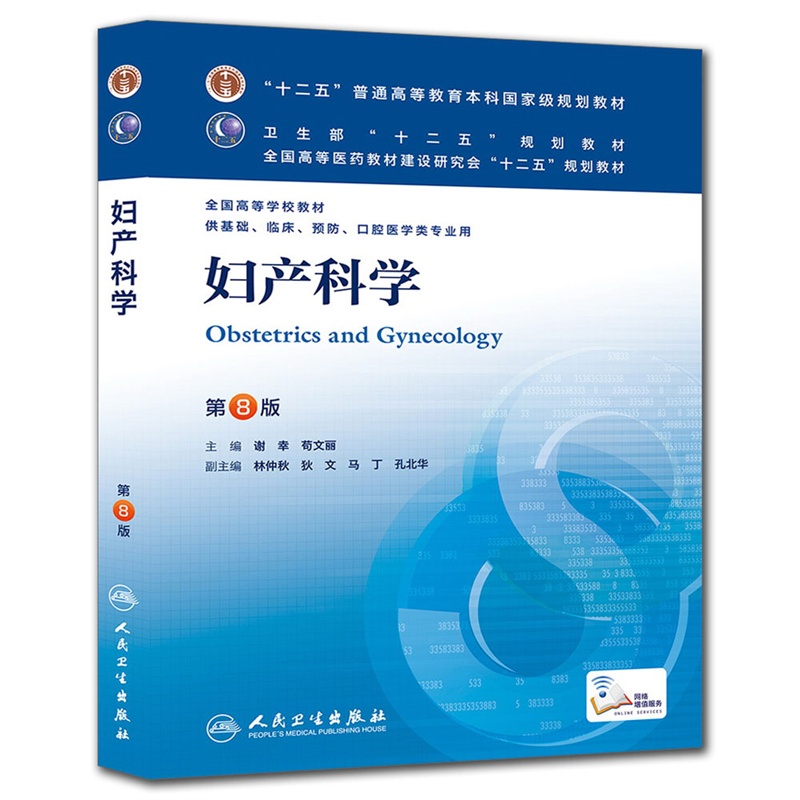 “十二五”普通高等教育本科国家级规划教材
卫生部“十二五”规划教材
全国高等医药教材建设研究会“十二五”规划教材
全国高等学校教材
供基础、临床、预防、口腔医学类专业用
妇产科学
Obstetrics and Gynecology
第8版
主编 谢幸 苟文丽
副主编 林仲秋 狄文 马丁 孔北华
人民卫生出版社
PEOPLE'S MEDICAL PUBLISHING HOUSE
网络
增值服务
ONLINE SERVICES
妇产科学
第8版
人民卫生出版社